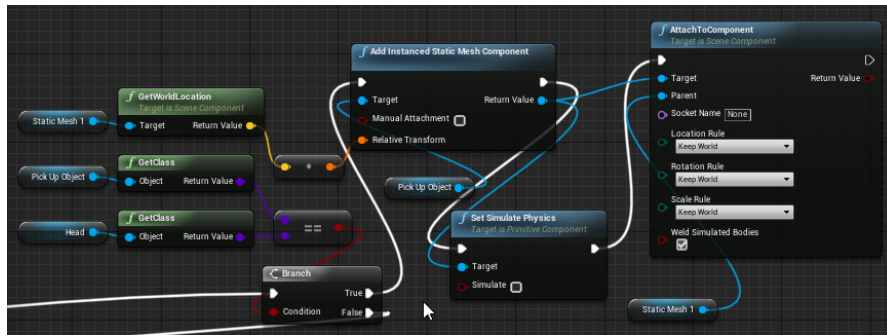 AttachToComponent
Target is Scene Component
Target
Return Value
Parent
Socket Name None
Location Rule
Keep World
Rotation Rule
Keep World
Scale Rule
Keep World
Weld Simulated Bodies
Add Instanced Static Mesh Component
Target
Return Value
Manual Attachment
Relative Transform
GetWorldLocation
Target is Scene Component
Static Mesh 1
Target
Return Value
GetClass
Pick Up Object
Object
Return Value
Pick Up Object
GetClass
Head
Object
Return Value
==
Set Simulate Physics
Target is Primitive Component
Target
Simulate
Branch
True
Condition
False
Static Mesh 1